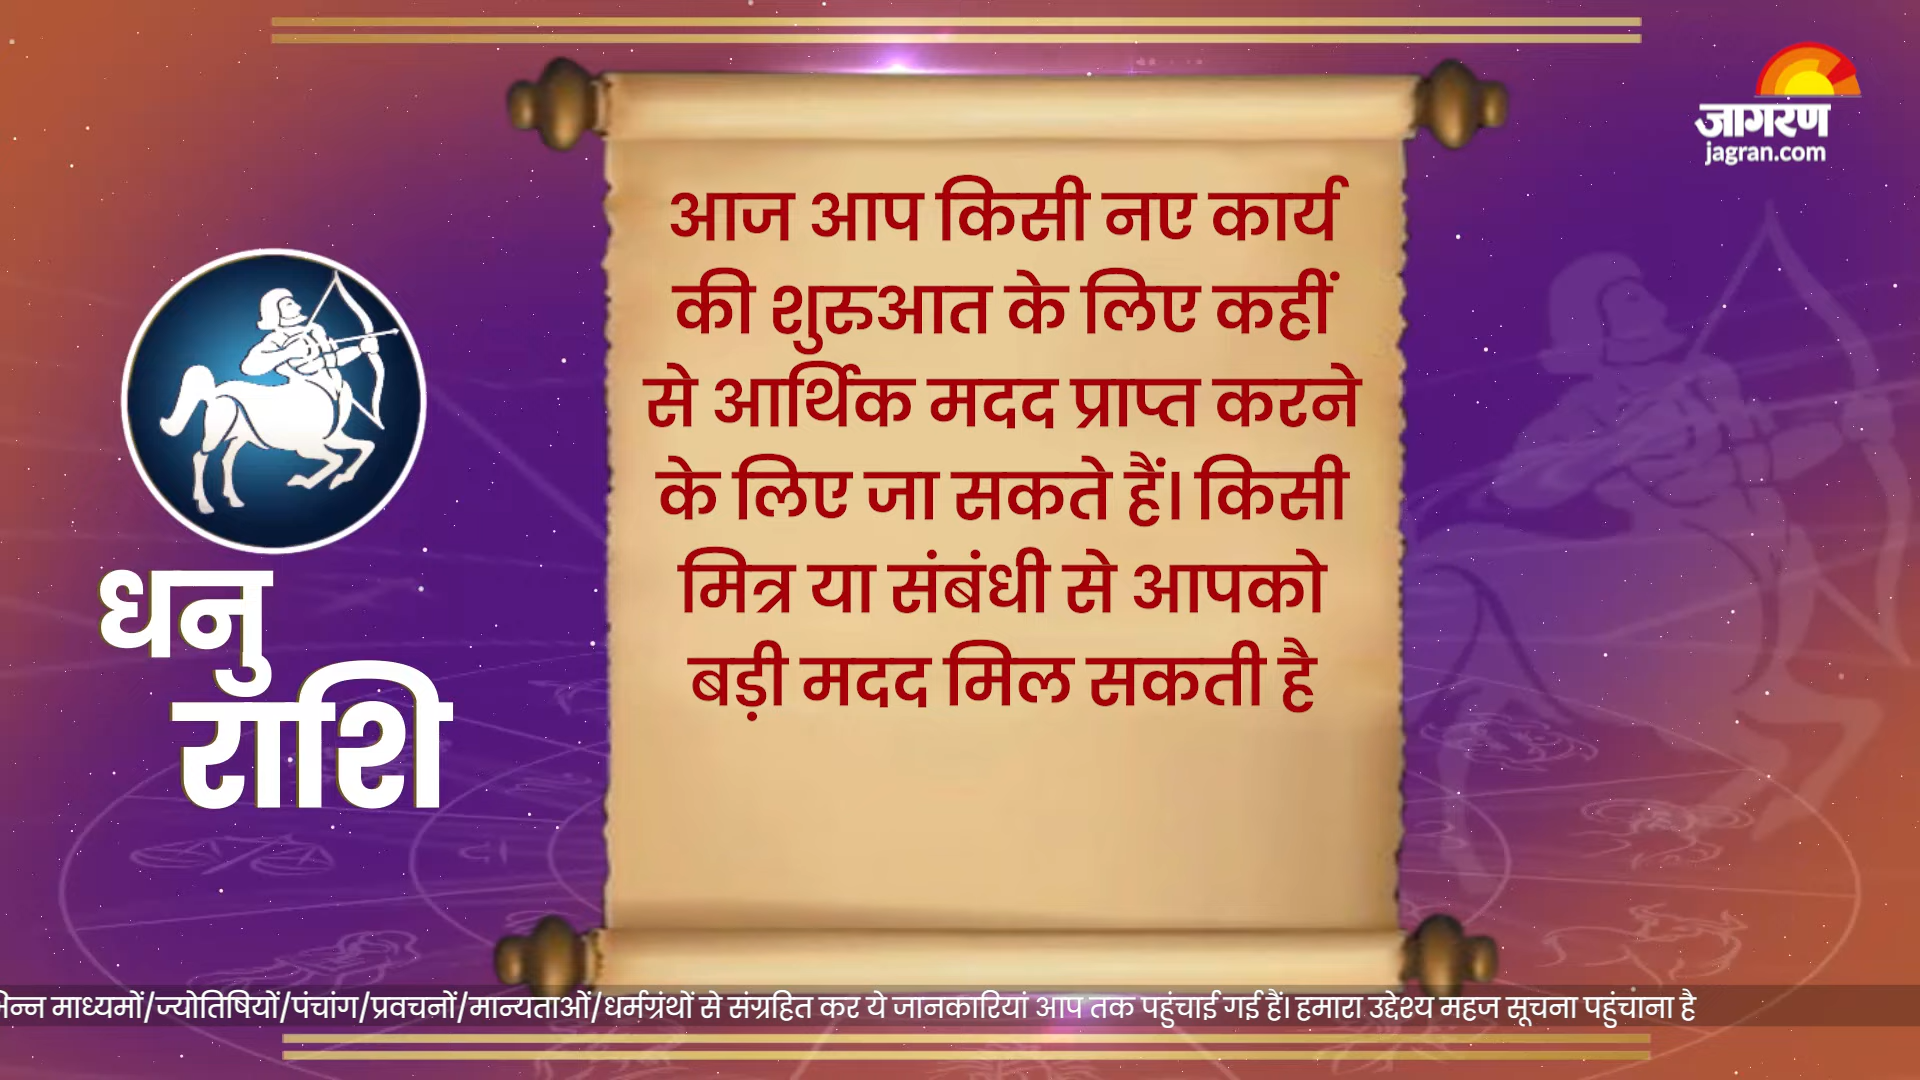 जागरण
jagran.com
आज आप किसी नए कार्य
की शुरुआत के लिए कहीं
से आर्थिक मदद प्राप्त करने
के लिए जा सकते हैं। किसी
मित्र या संबंधी से आपको
बड़ी मदद मिल सकती है
धनु
राशि
माध्यमों/ज्योतिषियों/पंचांग/प्रवचनों/मान्यताओं/धर्मग्रंथों से संग्रहित कर ये जानकारियां आप तक पहुंचाई गई हैं। हमारा उद्देश्य महज सूचना पहुंचाना है